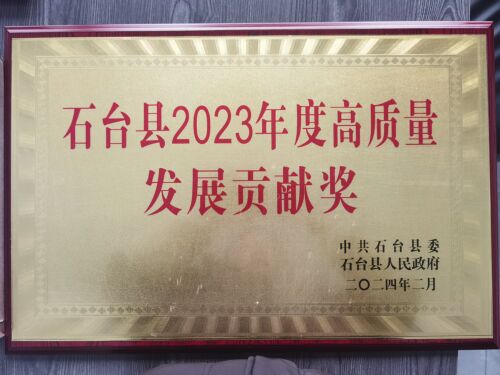 石台县2023年度高质量
发展贡献奖
中共石台县委
石台县人民政府
二〇二四年二月